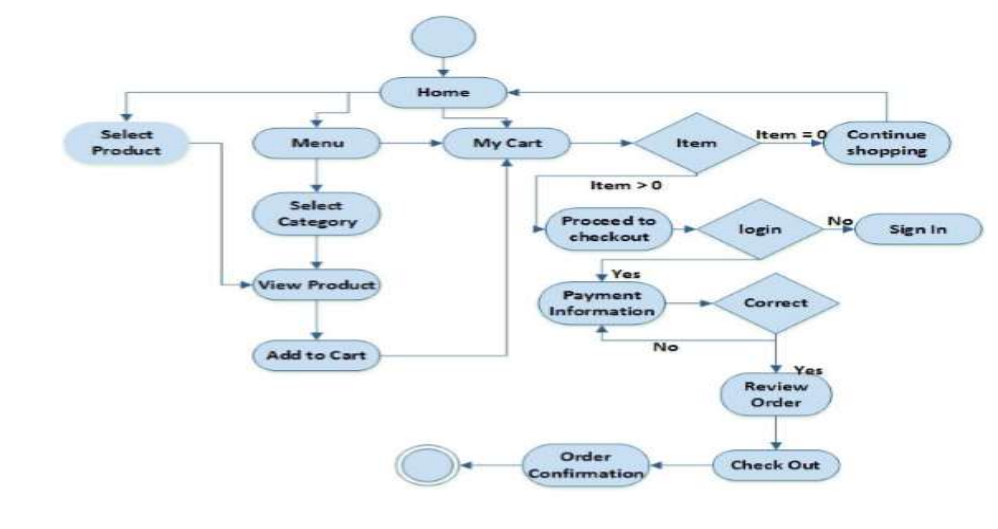 Home
Select
Product
Menu
My Cart
Item
Item = 0
Continue
shopping
Item > 0
Select
Category
Proceed to
checkout
login
No
Sign In
Yes
View Product
Payment
Information
Correct
No
Add to Cart
Yes
Review
Order
Order
Confirmation
Check Out